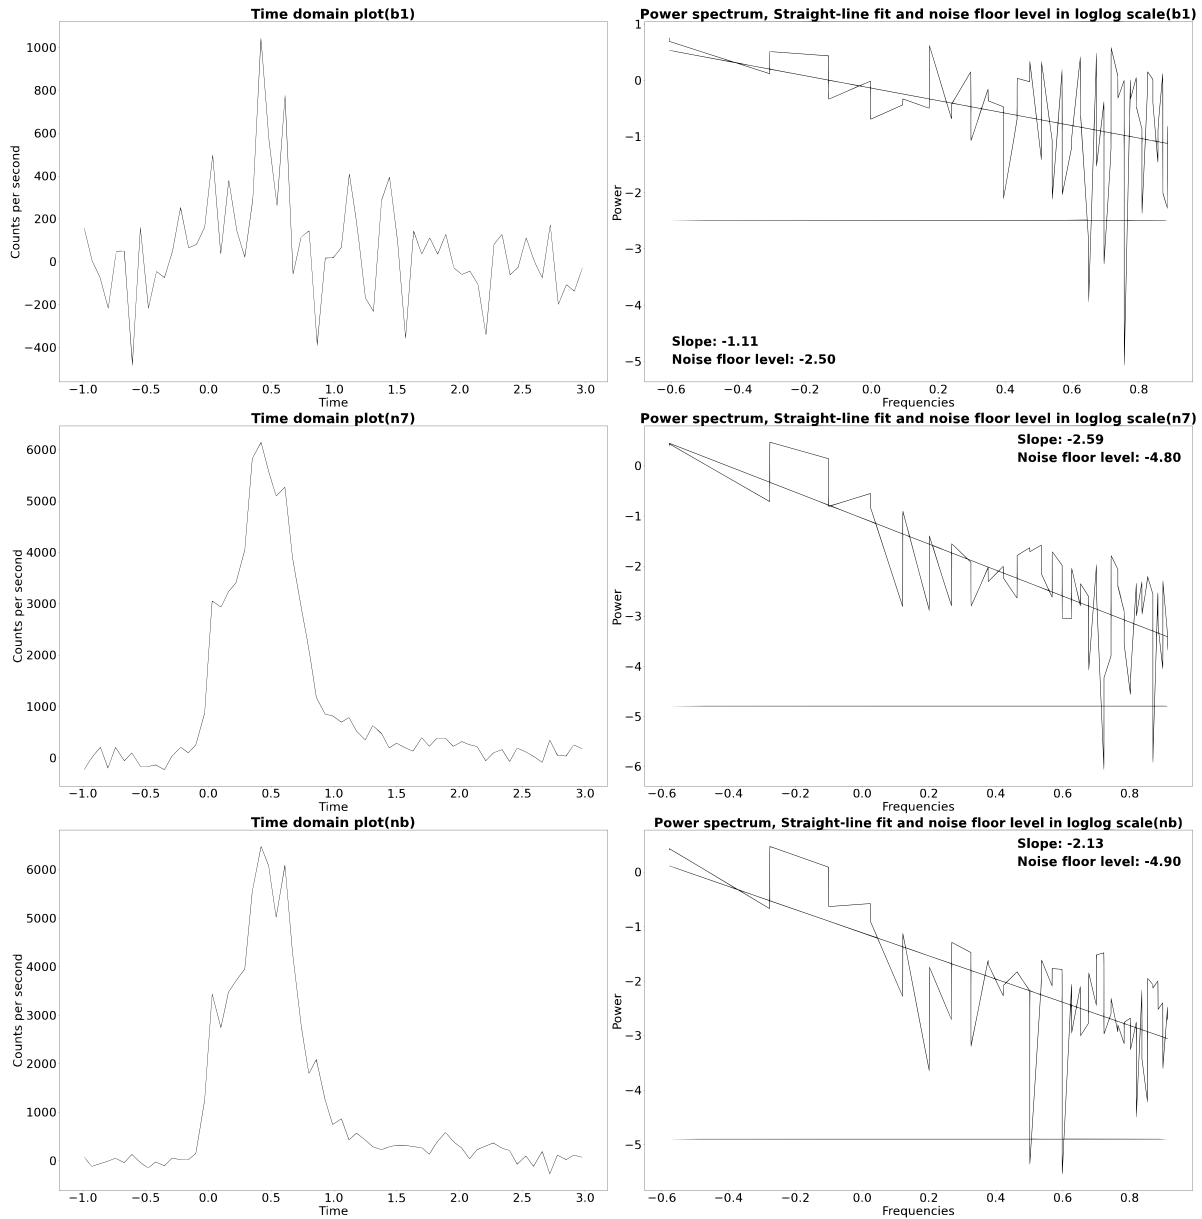 Time domain plot(b1)
Counts per second
1000
800
600
400
200
0
−200
−400
−1.0 −0.5 0.0 0.5 1.0 1.5 2.0 2.5 3.0
Time
Power spectrum, Straight-line fit and noise floor level in loglog scale(b1)
Power
1
0
−1
−2
−3
−4
−5
Slope: -1.11
Noise floor level: -2.50
−0.6 −0.4 −0.2 0.0 0.2 0.4 0.6 0.8
Frequencies
Time domain plot(n7)
Counts per second
6000
5000
4000
3000
2000
1000
0
−1.0 −0.5 0.0 0.5 1.0 1.5 2.0 2.5 3.0
Time
Power spectrum, Straight-line fit and noise floor level in loglog scale(n7)
Slope: -2.59
Noise floor level: -4.80
Power
0
−1
−2
−3
−4
−5
−6
−0.6 −0.4 −0.2 0.0 0.2 0.4 0.6 0.8
Frequencies
Time domain plot(nb)
Counts per second
6000
5000
4000
3000
2000
1000
0
−1.0 −0.5 0.0 0.5 1.0 1.5 2.0 2.5 3.0
Time
Power spectrum, Straight-line fit and noise floor level in loglog scale(nb)
Slope: -2.13
Noise floor level: -4.90
Power
0
−1
−2
−3
−4
−5
−0.6 −0.4 −0.2 0.0 0.2 0.4 0.6 0.8
Frequencies